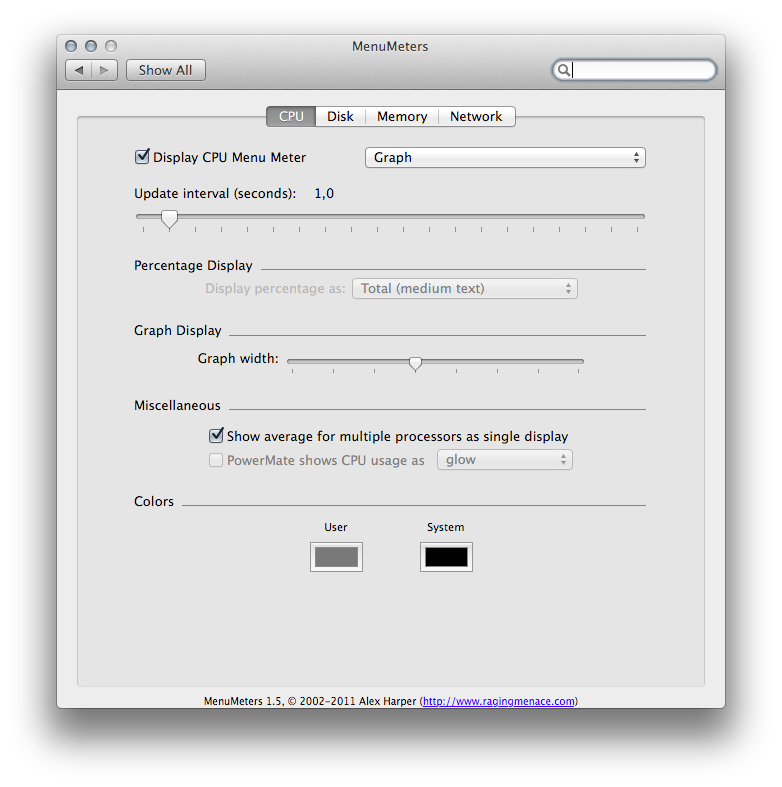 MenuMeters
Show All
CPU Disk Memory Network
Display CPU Menu Meter Graph
Update interval (seconds): 1,0
Percentage Display
Display percentage as: Total (medium text)
Graph Display
Graph width:
Miscellaneous
Show average for multiple processors as single display
PowerMate shows CPU usage as glow
Colors
User System
MenuMeters 1.5, © 2002-2011 Alex Harper (http://www.ragingmenace.com)